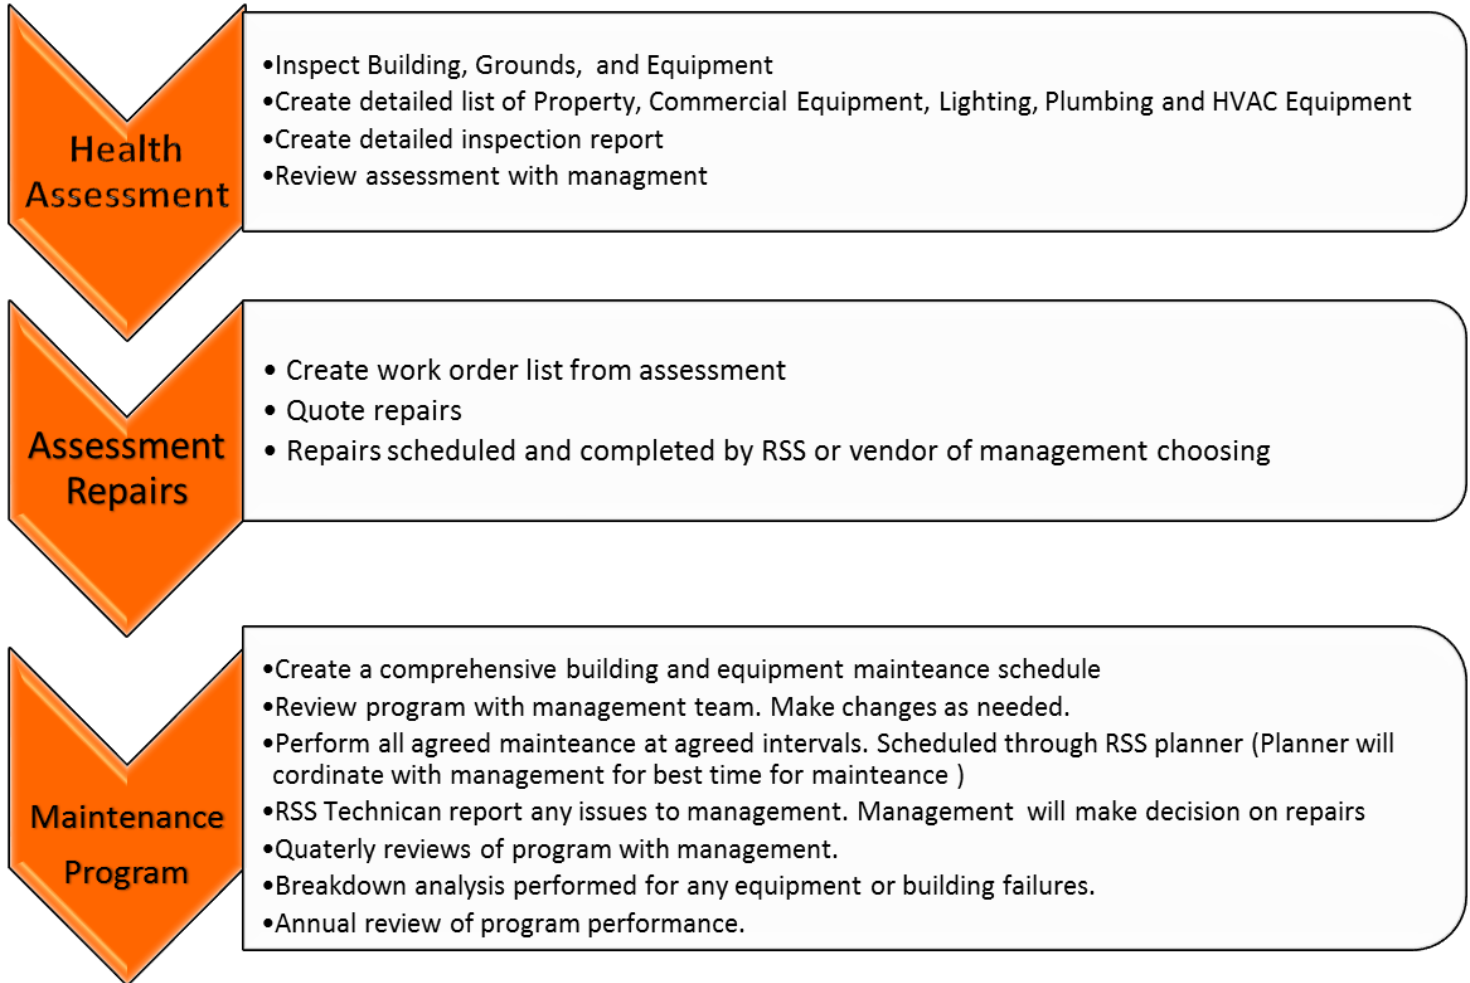 Health
Assessment
•Inspect Building, Grounds, and Equipment
•Create detailed list of Property, Commercial Equipment, Lighting, Plumbing and HVAC Equipment
•Create detailed inspection report
•Review assessment with managment
Assessment
Repairs
• Create work order list from assessment
• Quote repairs
• Repairs scheduled and completed by RSS or vendor of management choosing
Maintenance
Program
•Create a comprehensive building and equipment mainteance schedule
•Review program with management team. Make changes as needed.
•Perform all agreed mainteance at agreed intervals. Scheduled through RSS planner (Planner will
cordinate with management for best time for mainteance )
•RSS Technican report any issues to management. Management will make decision on repairs
•Quaterly reviews of program with management.
•Breakdown analysis performed for any equipment or building failures.
•Annual review of program performance.